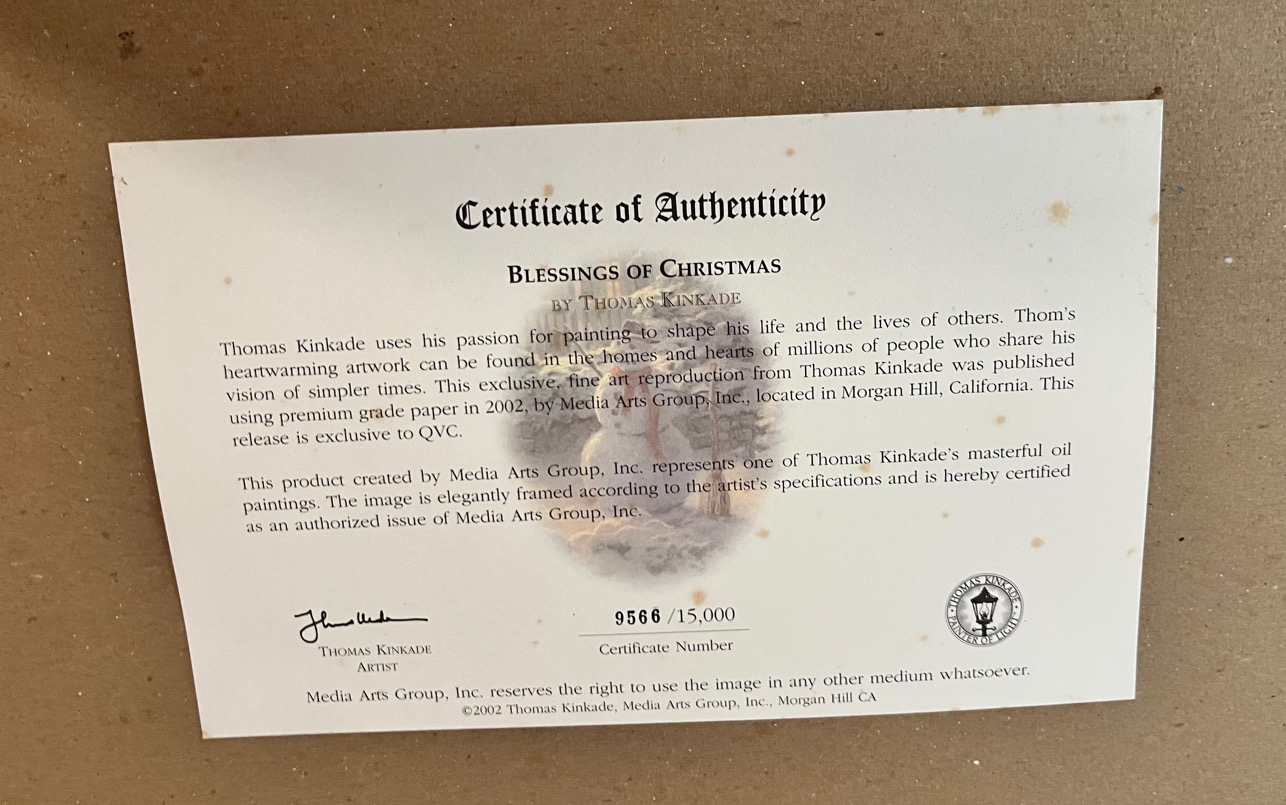 Certificate of Authenticity
BLESSINGS OF CHRISTMAS
BY THOMAS KINKADE
Thomas Kinkade uses his passion for painting to shape his life and the lives of others. Thom's
heartwarming artwork can be found in the homes and hearts of millions of people who share his
vision of simpler times. This exclusive, fine art reproduction from Thomas Kinkade was published
using premium grade paper in 2002, by Media Arts Group, Inc., located in Morgan Hill, California. This
release is exclusive to QVC.
This product created by Media Arts Group, Inc. represents one of Thomas Kinkade's masterful oil
paintings. The image is elegantly framed according to the artist's specifications and is hereby certified
as an authorized issue of Media Arts Group, Inc.
THOMAS KINKADE
ARTIST
9566 /15,000
Certificate Number
THOMAS KINKADE
PAINTER OF LIGHT
Media Arts Group, Inc. reserves the right to use the image in any other medium whatsoever.
©2002 Thomas Kinkade, Media Arts Group, Inc., Morgan Hill CA